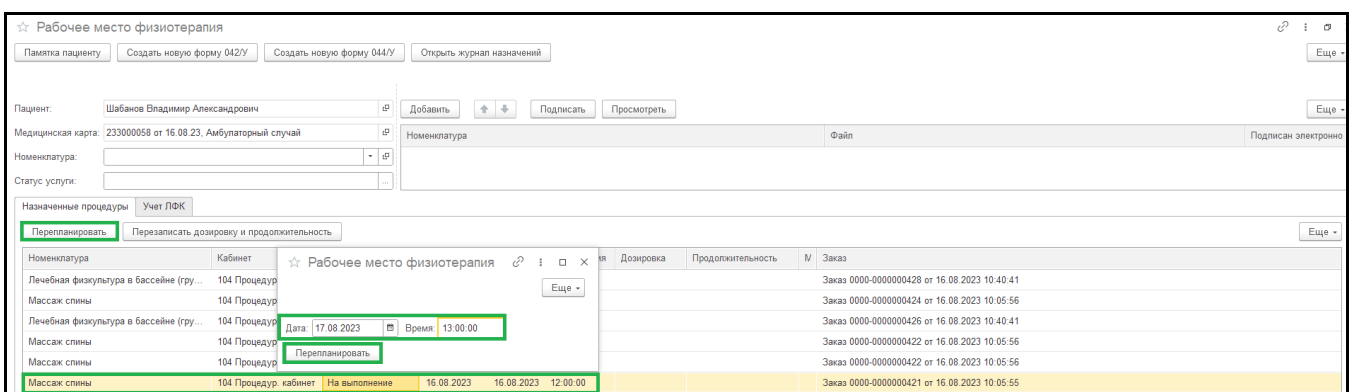 Рабочее место физиотерапия
Памятка пациенту Создать новую форму 042/У Создать новую форму 044/У Открыть журнал назначений Еще
Пациент: Шабанов Владимир Александрович Добавить Подписать Просмотреть Еще
Медицинская карта: 233000058 от 16.08.23, Амбулаторный случай Номенклатура Файл Подписан электронно
Номенклатура:
Статус услуги:
Назначенные процедуры Учет ЛФК
Перепланировать Перезаписать дозировку и продолжительность Еще
Номенклатура Кабинет ия Дозировка Продолжительность М Заказ
Рабочее место физиотерапия
Еще
Дата: 17.08.2023 Время: 13:00:00
Перепланировать
Лечебная физкультура в бассейне (гру... 104 Процедур Заказ 0000-0000000428 от 16.08.2023 10:40:41
Массаж спины 104 Процедур Заказ 0000-0000000424 от 16.08.2023 10:05:56
Лечебная физкультура в бассейне (гру... 104 Процедур Заказ 0000-0000000426 от 16.08.2023 10:40:41
Массаж спины 104 Процедур Заказ 0000-0000000422 от 16.08.2023 10:05:56
Массаж спины 104 Процедур Заказ 0000-0000000422 от 16.08.2023 10:05:56
Массаж спины 104 Процедур. кабинет На выполнение 16.08.2023 16.08.2023 12:00:00 Заказ 0000-0000000421 от 16.08.2023 10:05:55